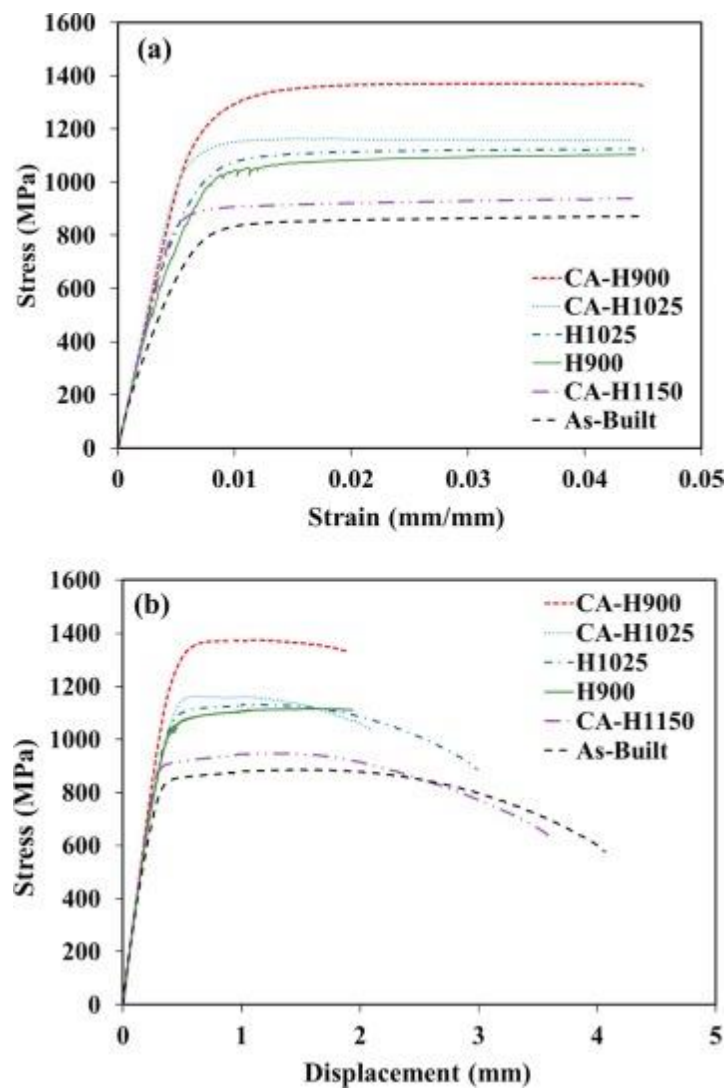 (a)
1600
1400
1200
1000
800
600
400
200
0
Stress (MPa)
CA-H900
CA-H1025
H1025
H900
CA-H1150
As-Built
0 0.01 0.02 0.03 0.04 0.05
Strain (mm/mm)
(b)
1600
1400
1200
1000
800
600
400
200
0
Stress (MPa)
CA-H900
CA-H1025
H1025
H900
CA-H1150
As-Built
0 1 2 3 4 5
Displacement (mm)